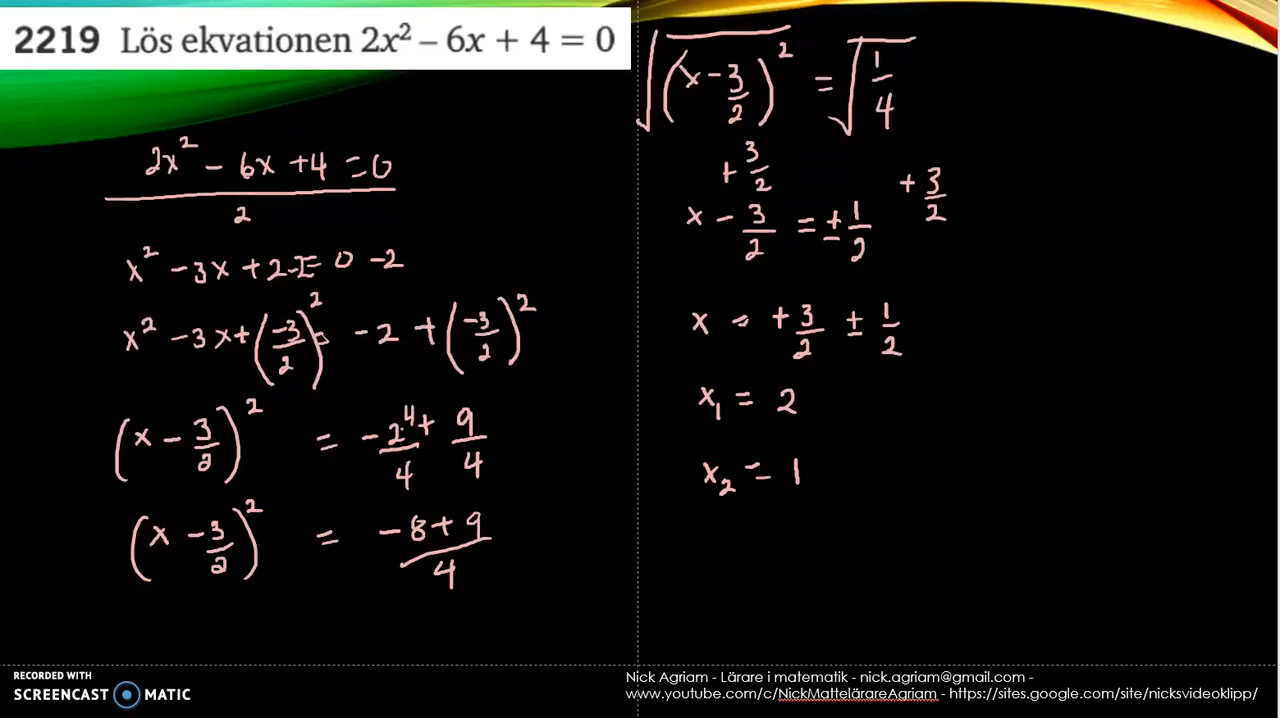 2219 Lös ekvationen 2x² – 6x + 4 = 0
2x² - 6x + 4 = 0
2
x² - 3x + 2 -2 = 0 -2
x² - 3x + (-3/2)² = -2 + (-3/2)²
(x - 3/2)² = -2·4/4 + 9/4
(x - 3/2)² = (-8+9)/4
√(x - 3/2)² = √1/4
+ 3/2 + 3/2
x - 3/2 = ± 1/2
x = + 3/2 ± 1/2
x₁ = 2
x₂ = 1
RECORDED WITH
SCREENCAST MATIC
Nick Agriam - Lärare i matematik - nick.agriam@gmail.com -
www.youtube.com/c/NickMattelärareAgriam - https://sites.google.com/site/nicksvideoklipp/